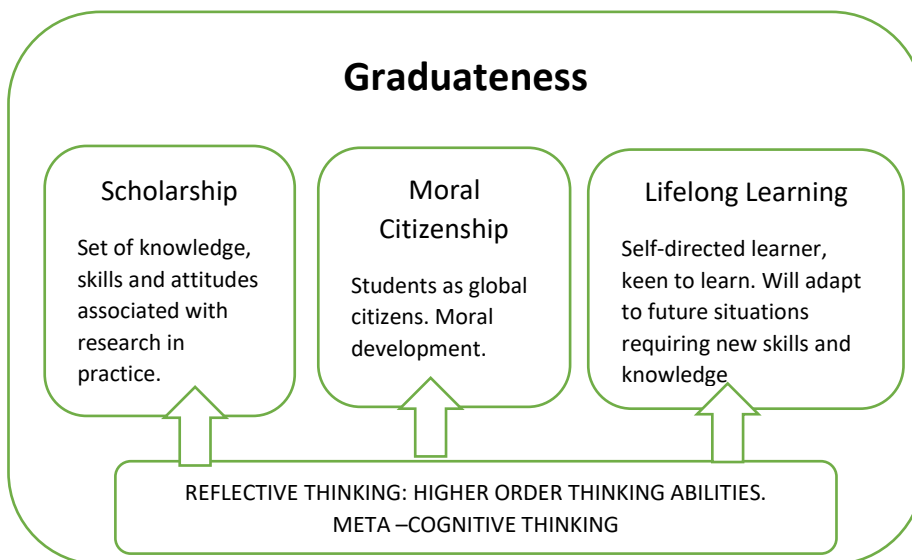 Graduateness
Scholarship
Set of knowledge,
skills and attitudes
associated with
research in
practice.
Moral
Citizenship
Students as global
citizens. Moral
development.
Lifelong Learning
Self-directed learner,
keen to learn. Will adapt
to future situations
requiring new skills and
knowledge
REFLECTIVE THINKING: HIGHER ORDER THINKING ABILITIES.
META –COGNITIVE THINKING